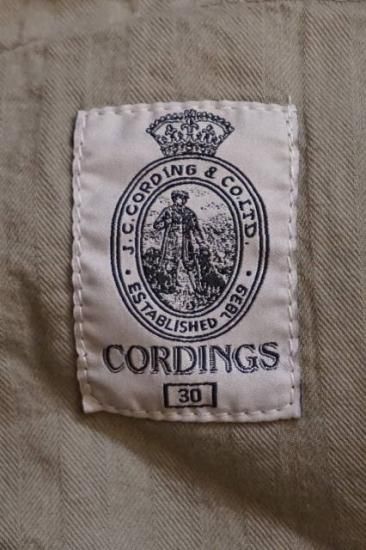 · J.C. CORDING & CO. LTD. ·
ESTABLISHED 1839
CORDINGS
30